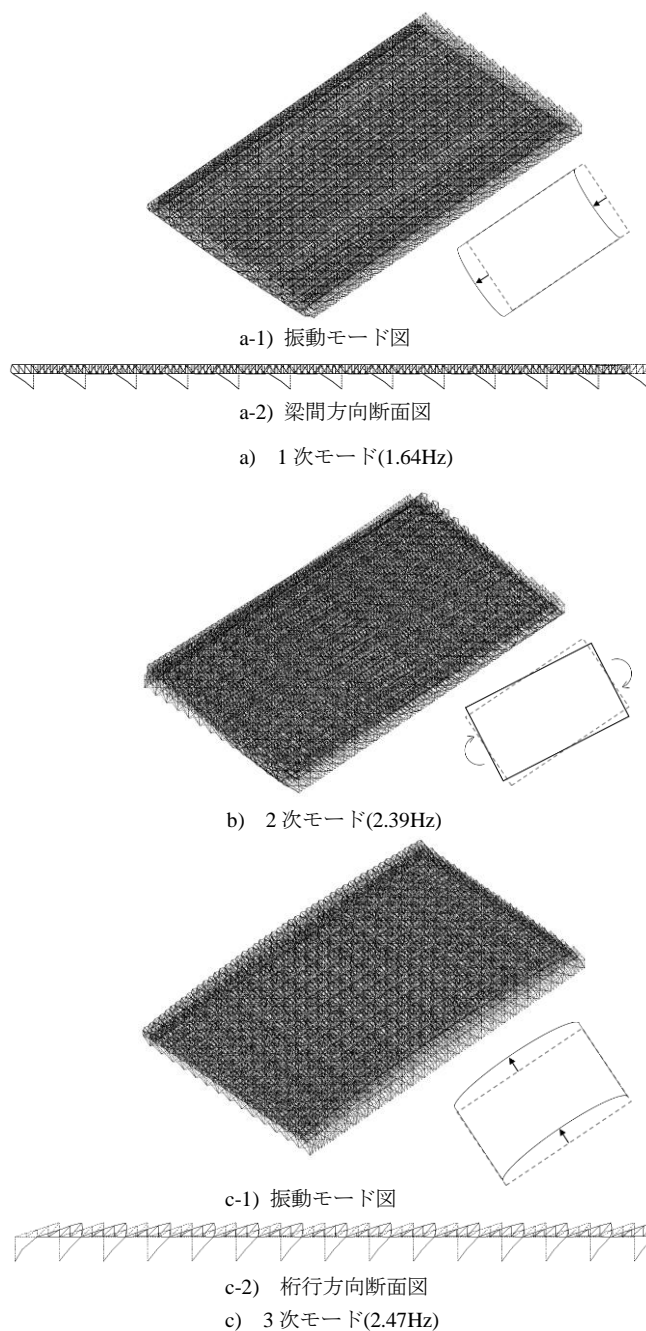 a-1) 振動モード図
a-2) 梁間方向断面図
a) 1次モード(1.64Hz)
b) 2次モード(2.39Hz)
c-1) 振動モード図
c-2) 桁行方向断面図
c) 3次モード(2.47Hz)